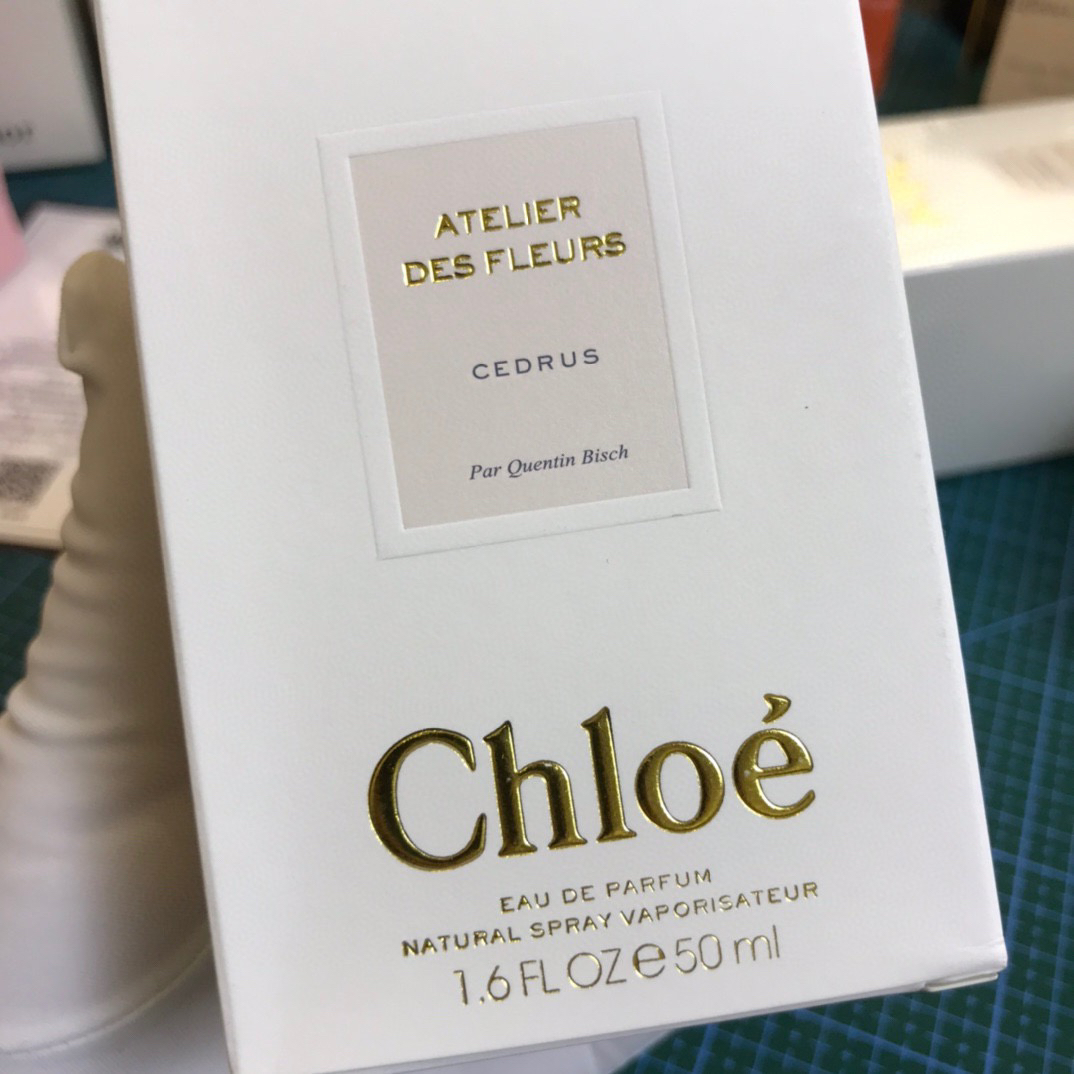 ATELIER
DES FLEURS
CEDRUS
Par Quentin Bisch
Chloé
EAU DE PARFUM
NATURAL SPRAY VAPORISATEUR
1.6 FL OZ e 50 ml